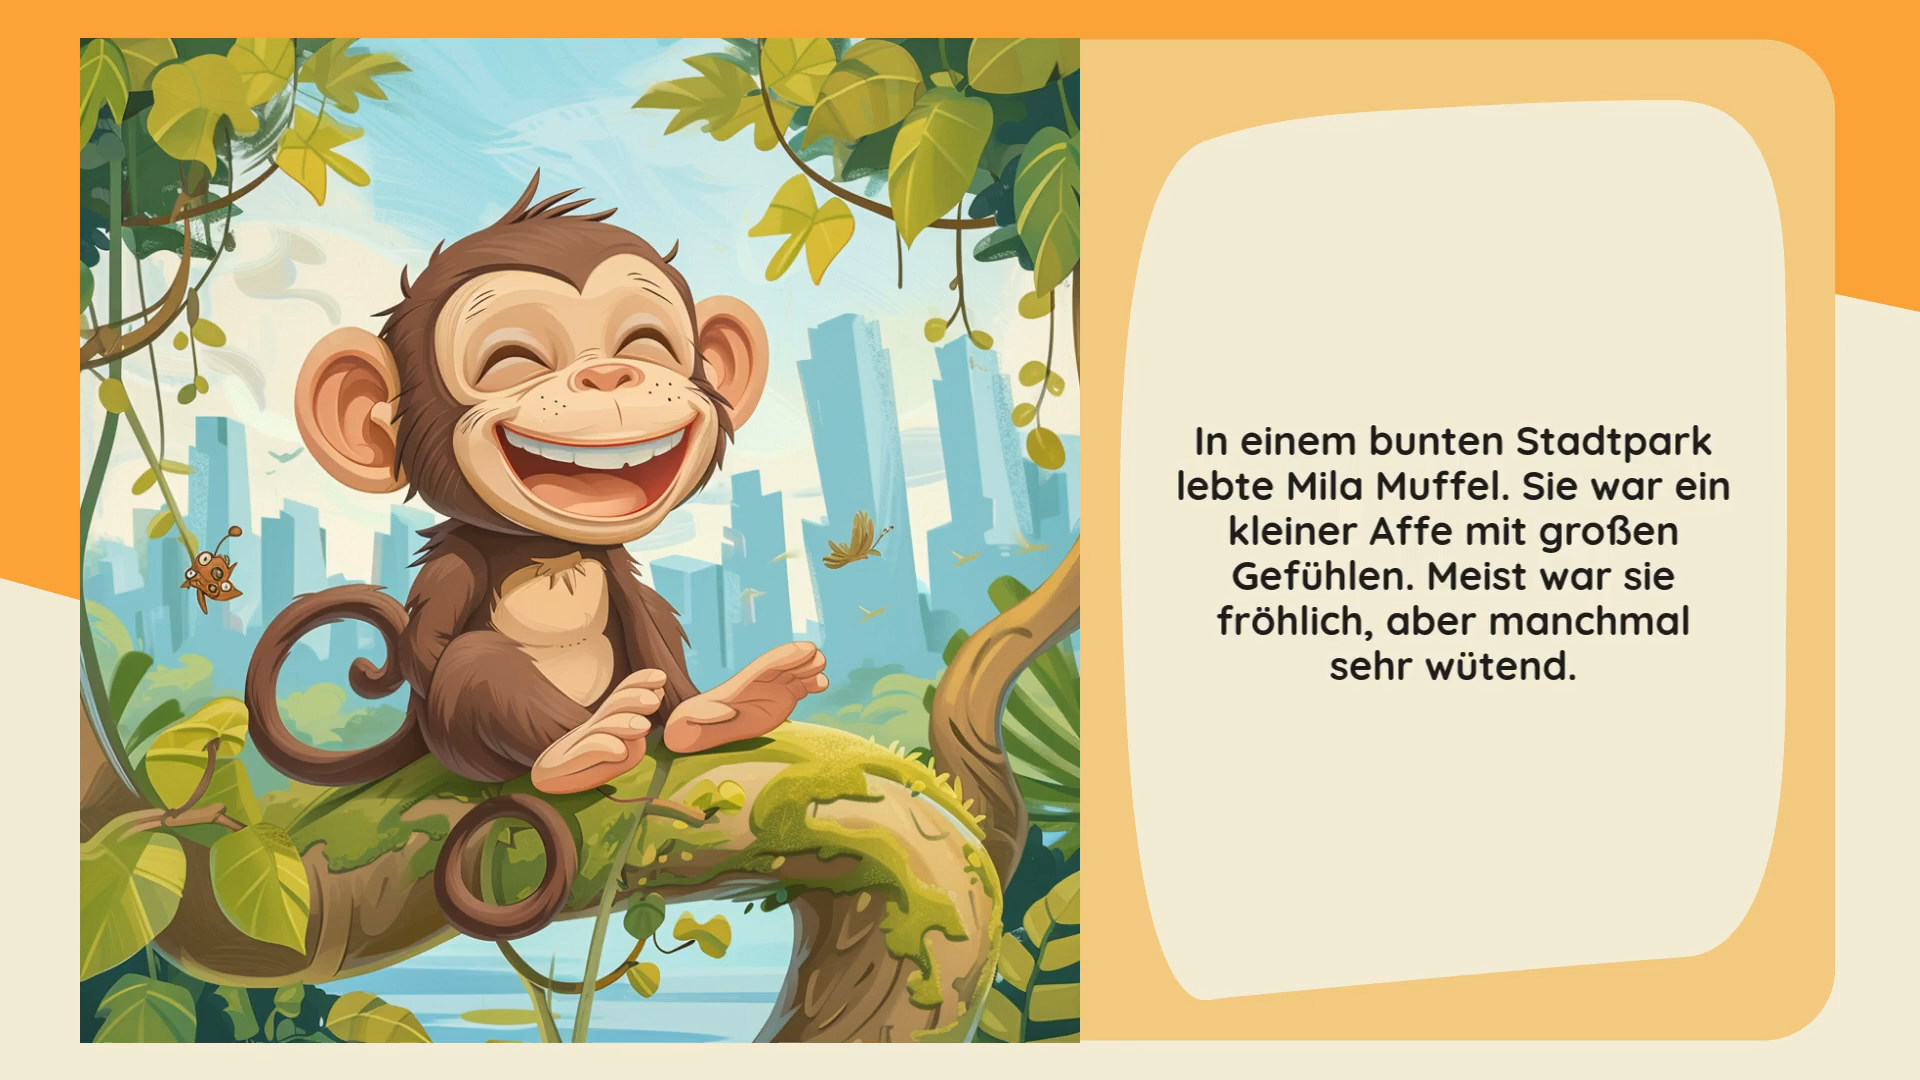 In einem bunten Stadtpark
lebte Mila Muffel. Sie war ein
kleiner Affe mit großen
Gefühlen. Meist war sie
fröhlich, aber manchmal
sehr wütend.